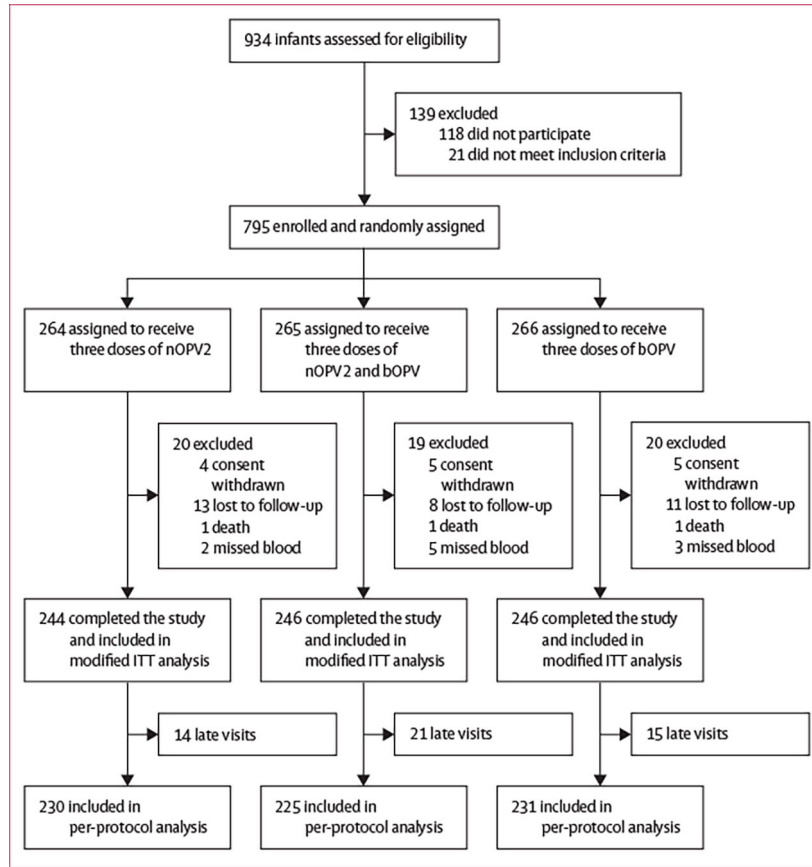 934 infants assessed for eligibility
139 excluded
118 did not participate
21 did not meet inclusion criteria
795 enrolled and randomly assigned
264 assigned to receive
three doses of nOPV2
265 assigned to receive
three doses of
nOPV2 and bOPV
266 assigned to receive
three doses of bOPV
20 excluded
4 consent
withdrawn
13 lost to follow-up
1 death
2 missed blood
19 excluded
5 consent
withdrawn
8 lost to follow-up
1 death
5 missed blood
20 excluded
5 consent
withdrawn
11 lost to follow-up
1 death
3 missed blood
244 completed the study
and included in
modified ITT analysis
246 completed the study
and included in
modified ITT analysis
246 completed the study
and included in
modified ITT analysis
14 late visits
21 late visits
15 late visits
230 included in
per-protocol analysis
225 included in
per-protocol analysis
231 included in
per-protocol analysis